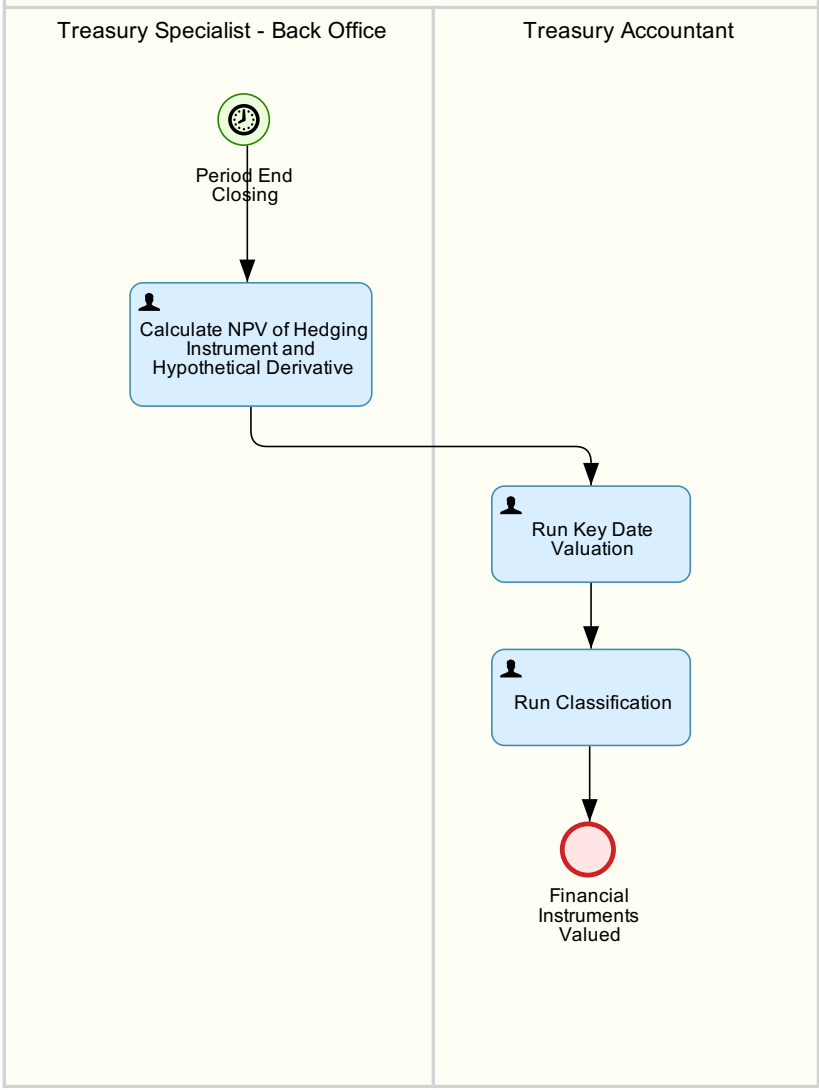 Treasury Specialist - Back Office
Treasury Accountant
Period End
Closing
Calculate NPV of Hedging
Instrument and
Hypothetical Derivative
Run Key Date
Valuation
Run Classification
Financial
Instruments
Valued